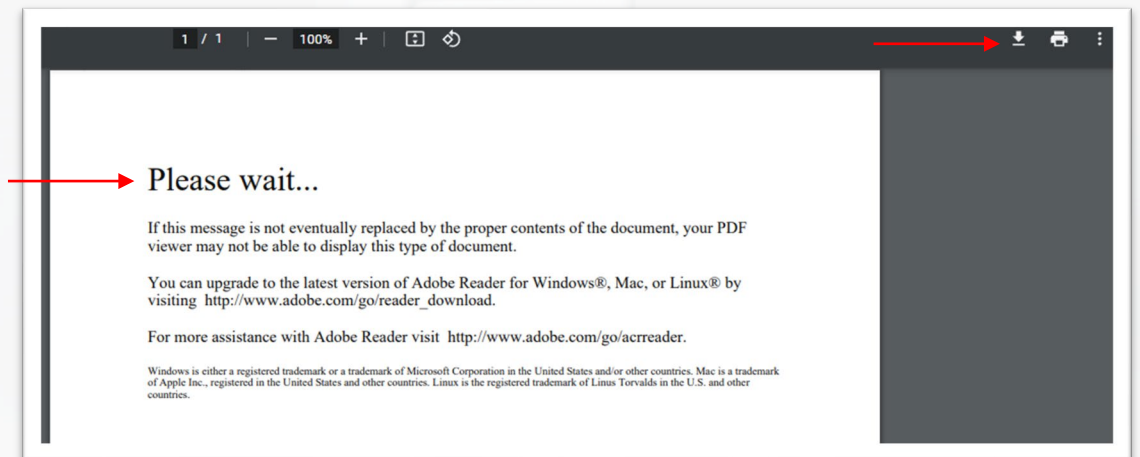 1 / 1 | − 100% + |
Please wait...
If this message is not eventually replaced by the proper contents of the document, your PDF
viewer may not be able to display this type of document.
You can upgrade to the latest version of Adobe Reader for Windows®, Mac, or Linux® by
visiting http://www.adobe.com/go/reader_download.
For more assistance with Adobe Reader visit http://www.adobe.com/go/acrreader.
Windows is either a registered trademark or a trademark of Microsoft Corporation in the United States and/or other countries. Mac is a trademark
of Apple Inc., registered in the United States and other countries. Linux is the registered trademark of Linus Torvalds in the U.S. and other
countries.